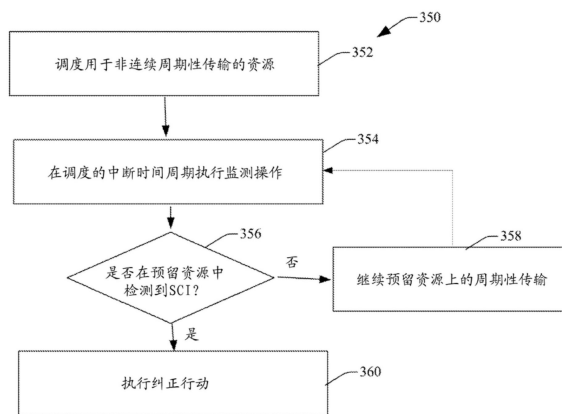 350
调度用于非连续周期性传输的资源
352
354
在调度的中断时间周期执行监测操作
356
是否在预留资源中
检测到SCI?
否
358
继续预留资源上的周期性传输
是
执行纠正行动
360